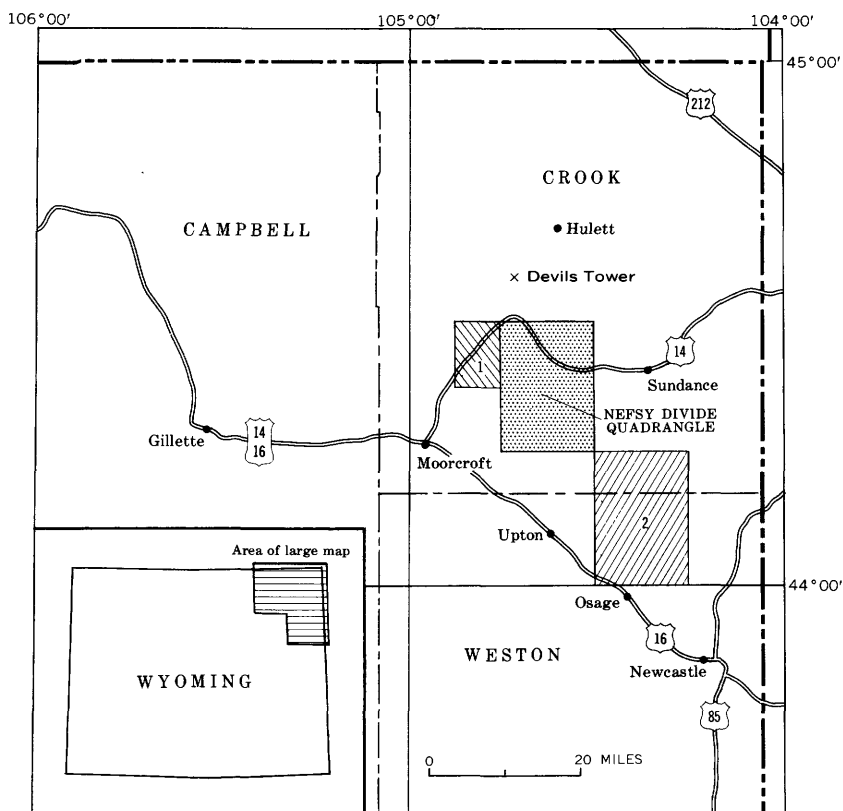 106°00'
105°00'
104°00'
45°00'
212
CROOK
CAMPBELL
Hulett
Devils Tower
1
14
Sundance
NEFSY DIVIDE
QUADRANGLE
Gillette
14
16
Moorcroft
2
Upton
Area of large map
44°00'
Osage
16
WESTON
Newcastle
WYOMING
85
0
20 MILES